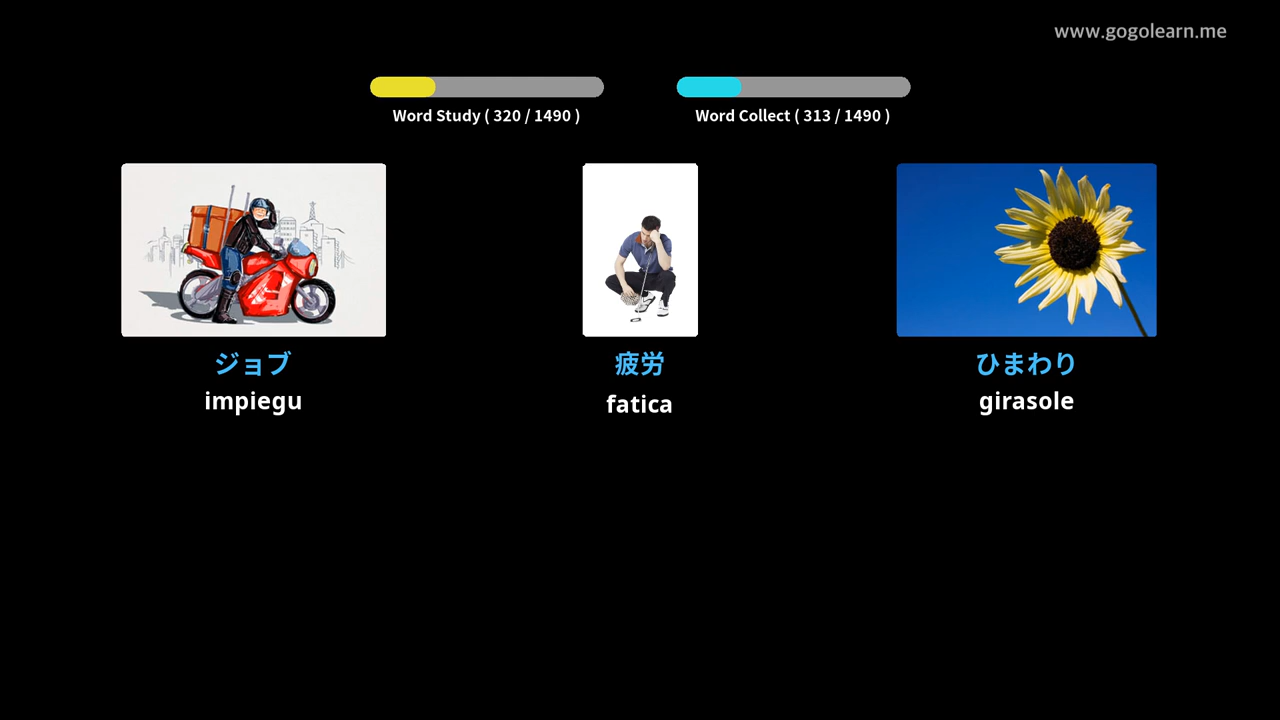 www.gogolearn.me
Word Study ( 320 / 1490 )
Word Collect ( 313 / 1490 )
ジョブ
impiegu
疲労
fatica
ひまわり
girasole